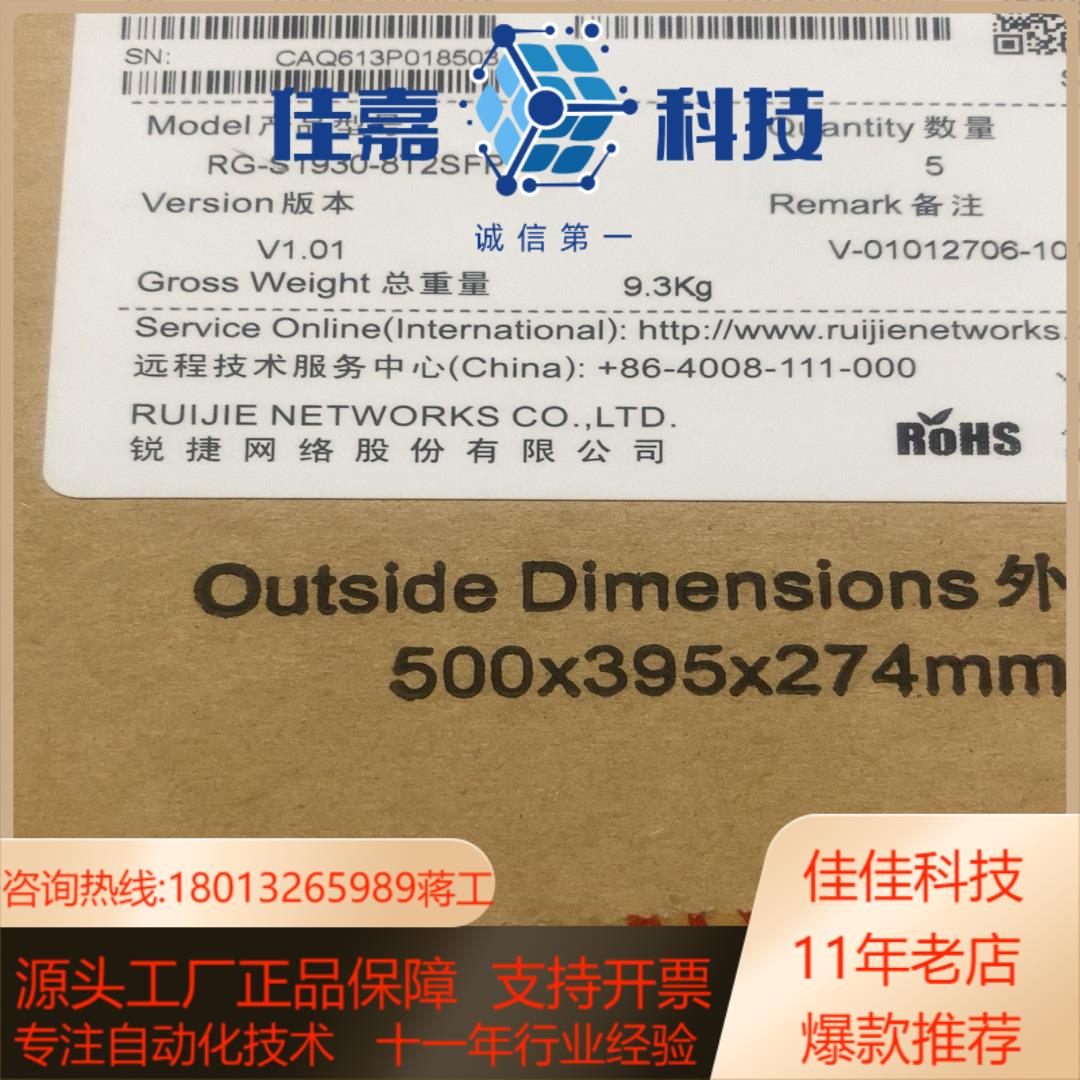 SN: CAQ613P018503
佳嘉科技
Model 产品型号 Quantity 数量
RG-S1930-8T2SFP 5
Version 版本 Remark 备注
诚信第一
V1.01 V-01012706-10
Gross Weight 总重量 9.3Kg
Service Online(International): http://www.ruijienetworks.
远程技术服务中心(China): +86-4008-111-000
RUIJIE NETWORKS CO.,LTD.
锐捷网络股份有限公司
RoHS
Outside Dimensions 外
500x395x274mm
咨询热线:18013265989蒋工
佳佳科技
11年老店
爆款推荐
源头工厂正品保障 支持开票
专注自动化技术 十一年行业经验